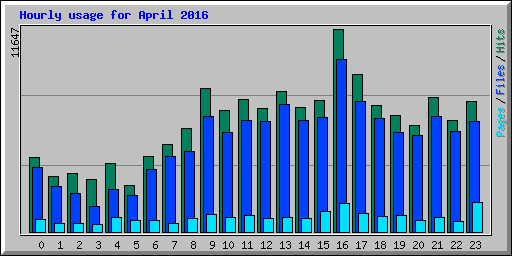 Hourly usage for April 2016
11647
Pages/Files/Hits
0 1 2 3 4 5 6 7 8 9 10 11 12 13 14 15 16 17 18 19 20 21 22 23